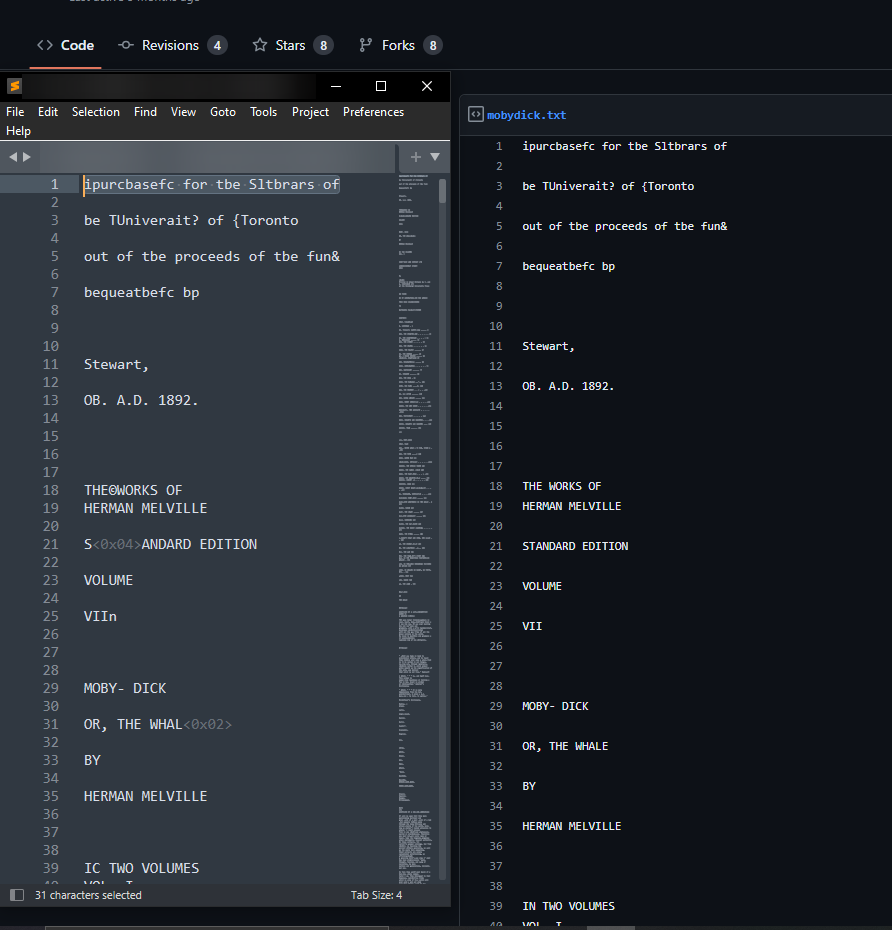 Last active 6 months ago
Code
Revisions 4
Stars 8
Forks 8
File Edit Selection Find View Goto Tools Project Preferences
Help
1 ipurcbasefc for tbe Sltbrars of
2
3 be TUniverait? of {Toronto
4
5 out of tbe proceeds of tbe fun&
6
7 bequeatbefc bp
8
9
10
11 Stewart,
12
13 OB. A.D. 1892.
14
15
16
17
18 THE©WORKS OF
19 HERMAN MELVILLE
20
21 S<0x04>ANDARD EDITION
22
23 VOLUME
24
25 VIIn
26
27
28
29 MOBY- DICK
30
31 OR, THE WHAL<0x02>
32
33 BY
34
35 HERMAN MELVILLE
36
37
38
39 IC TWO VOLUMES
40 VOL. I
31 characters selected
Tab Size: 4
mobydick.txt
1 ipurcbasefc for tbe Sltbrars of
2
3 be TUniverait? of {Toronto
4
5 out of tbe proceeds of tbe fun&
6
7 bequeatbefc bp
8
9
10
11 Stewart,
12
13 OB. A.D. 1892.
14
15
16
17
18 THE WORKS OF
19 HERMAN MELVILLE
20
21 STANDARD EDITION
22
23 VOLUME
24
25 VII
26
27
28
29 MOBY- DICK
30
31 OR, THE WHALE
32
33 BY
34
35 HERMAN MELVILLE
36
37
38
39 IN TWO VOLUMES
40 VOL. I